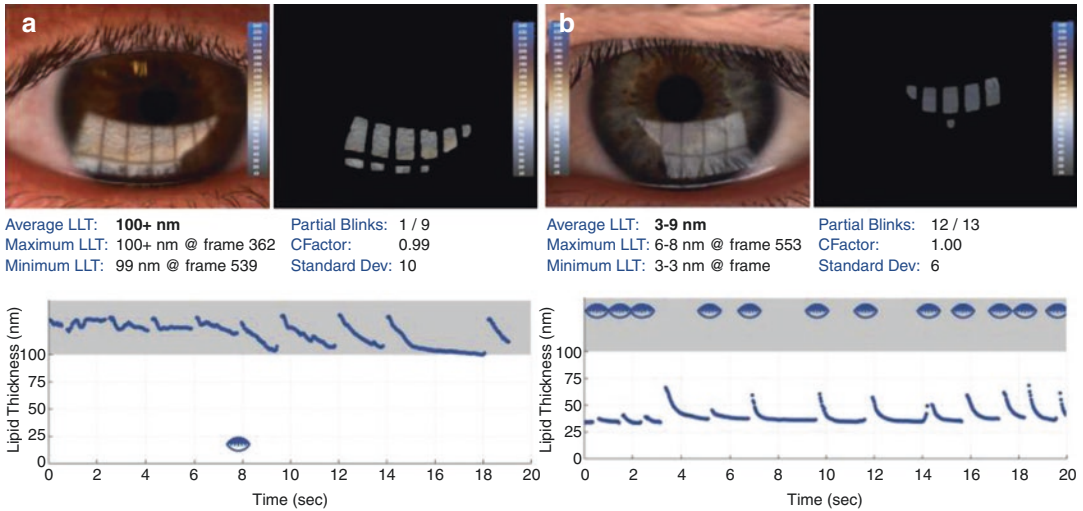 a
b
Average LLT: 100+ nm
Maximum LLT: 100+ nm @ frame 362
Minimum LLT: 99 nm @ frame 539
Partial Blinks: 1 / 9
CFactor: 0.99
Standard Dev: 10
Average LLT: 3-9 nm
Maximum LLT: 6-8 nm @ frame 553
Minimum LLT: 3-3 nm @ frame
Partial Blinks: 12 / 13
CFactor: 1.00
Standard Dev: 6
Lipid Thickness (nm)
100
75
50
25
0
0 2 4 6 8 10 12 14 16 18 20
Time (sec)
Lipid Thickness (nm)
100
75
50
25
0
0 2 4 6 8 10 12 14 16 18 20
Time (sec)